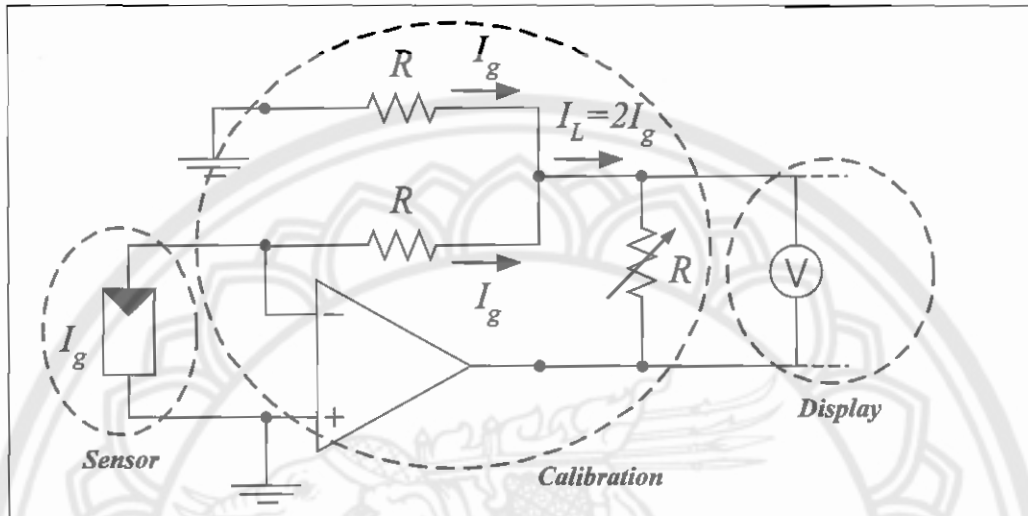 R
I_g
I_L=2I_g
R
I_g
I_g
−
+
R
V
Sensor
Calibration
Display